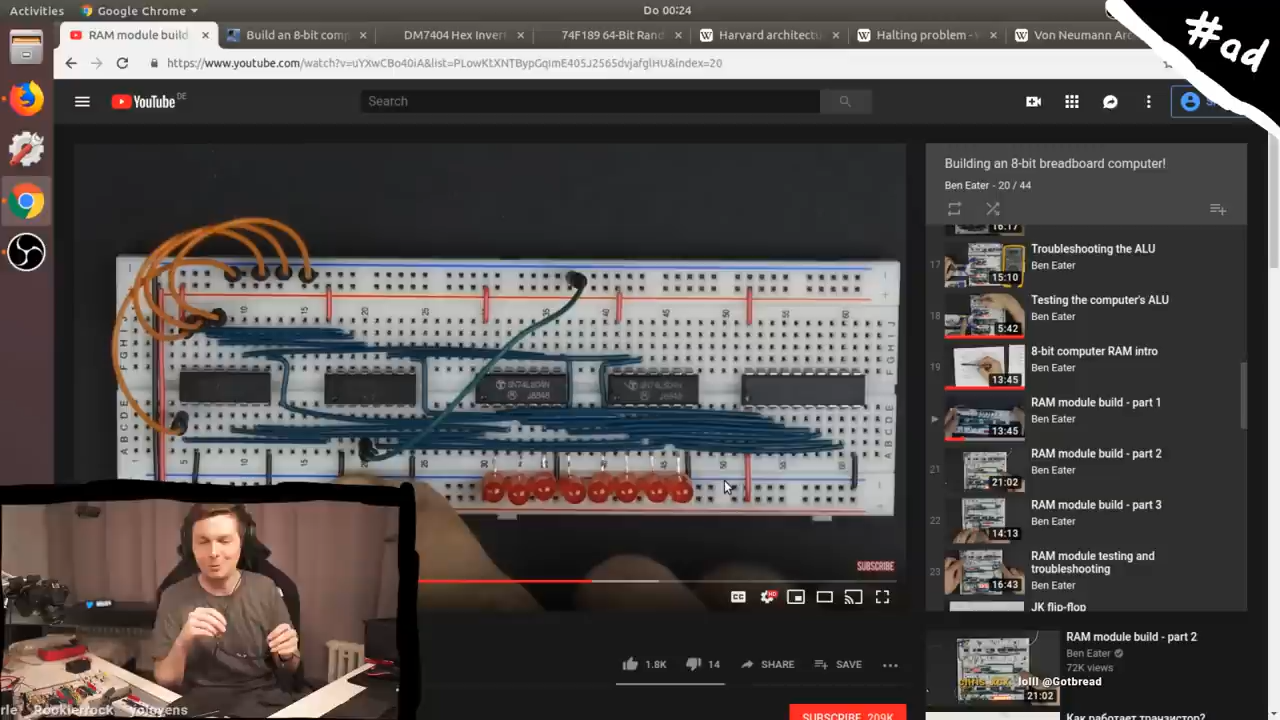 Activities
Google Chrome
Do 00:24
#ad
RAM module build
Build an 8-bit comp
DM7404 Hex Invert
74F189 64-Bit Rand
Harvard architectu
Halting problem - W
Von Neumann Arc
https://www.youtube.com/watch?v=uYXwCBo40iA&list=PLowKtXNTBypGqImE405J2565dvjafglHU&index=20
YouTube DE
Search
Building an 8-bit breadboard computer!
Ben Eater - 20 / 44
16:17
17
15:10
Troubleshooting the ALU
Ben Eater
18
5:42
Testing the computer's ALU
Ben Eater
19
13:45
8-bit computer RAM intro
Ben Eater
13:45
RAM module build - part 1
Ben Eater
21
21:02
RAM module build - part 2
Ben Eater
22
14:13
RAM module build - part 3
Ben Eater
23
16:43
RAM module testing and
troubleshooting
Ben Eater
JK flip-flop
SUBSCRIBE
CC
HD
1.8K
14
SHARE
SAVE
RAM module build - part 2
Ben Eater
72K views
lolll @Gotbread
21:02
Как работает транзистор?
SUBSCRIBE 209K
Rookierrock
yoloyens